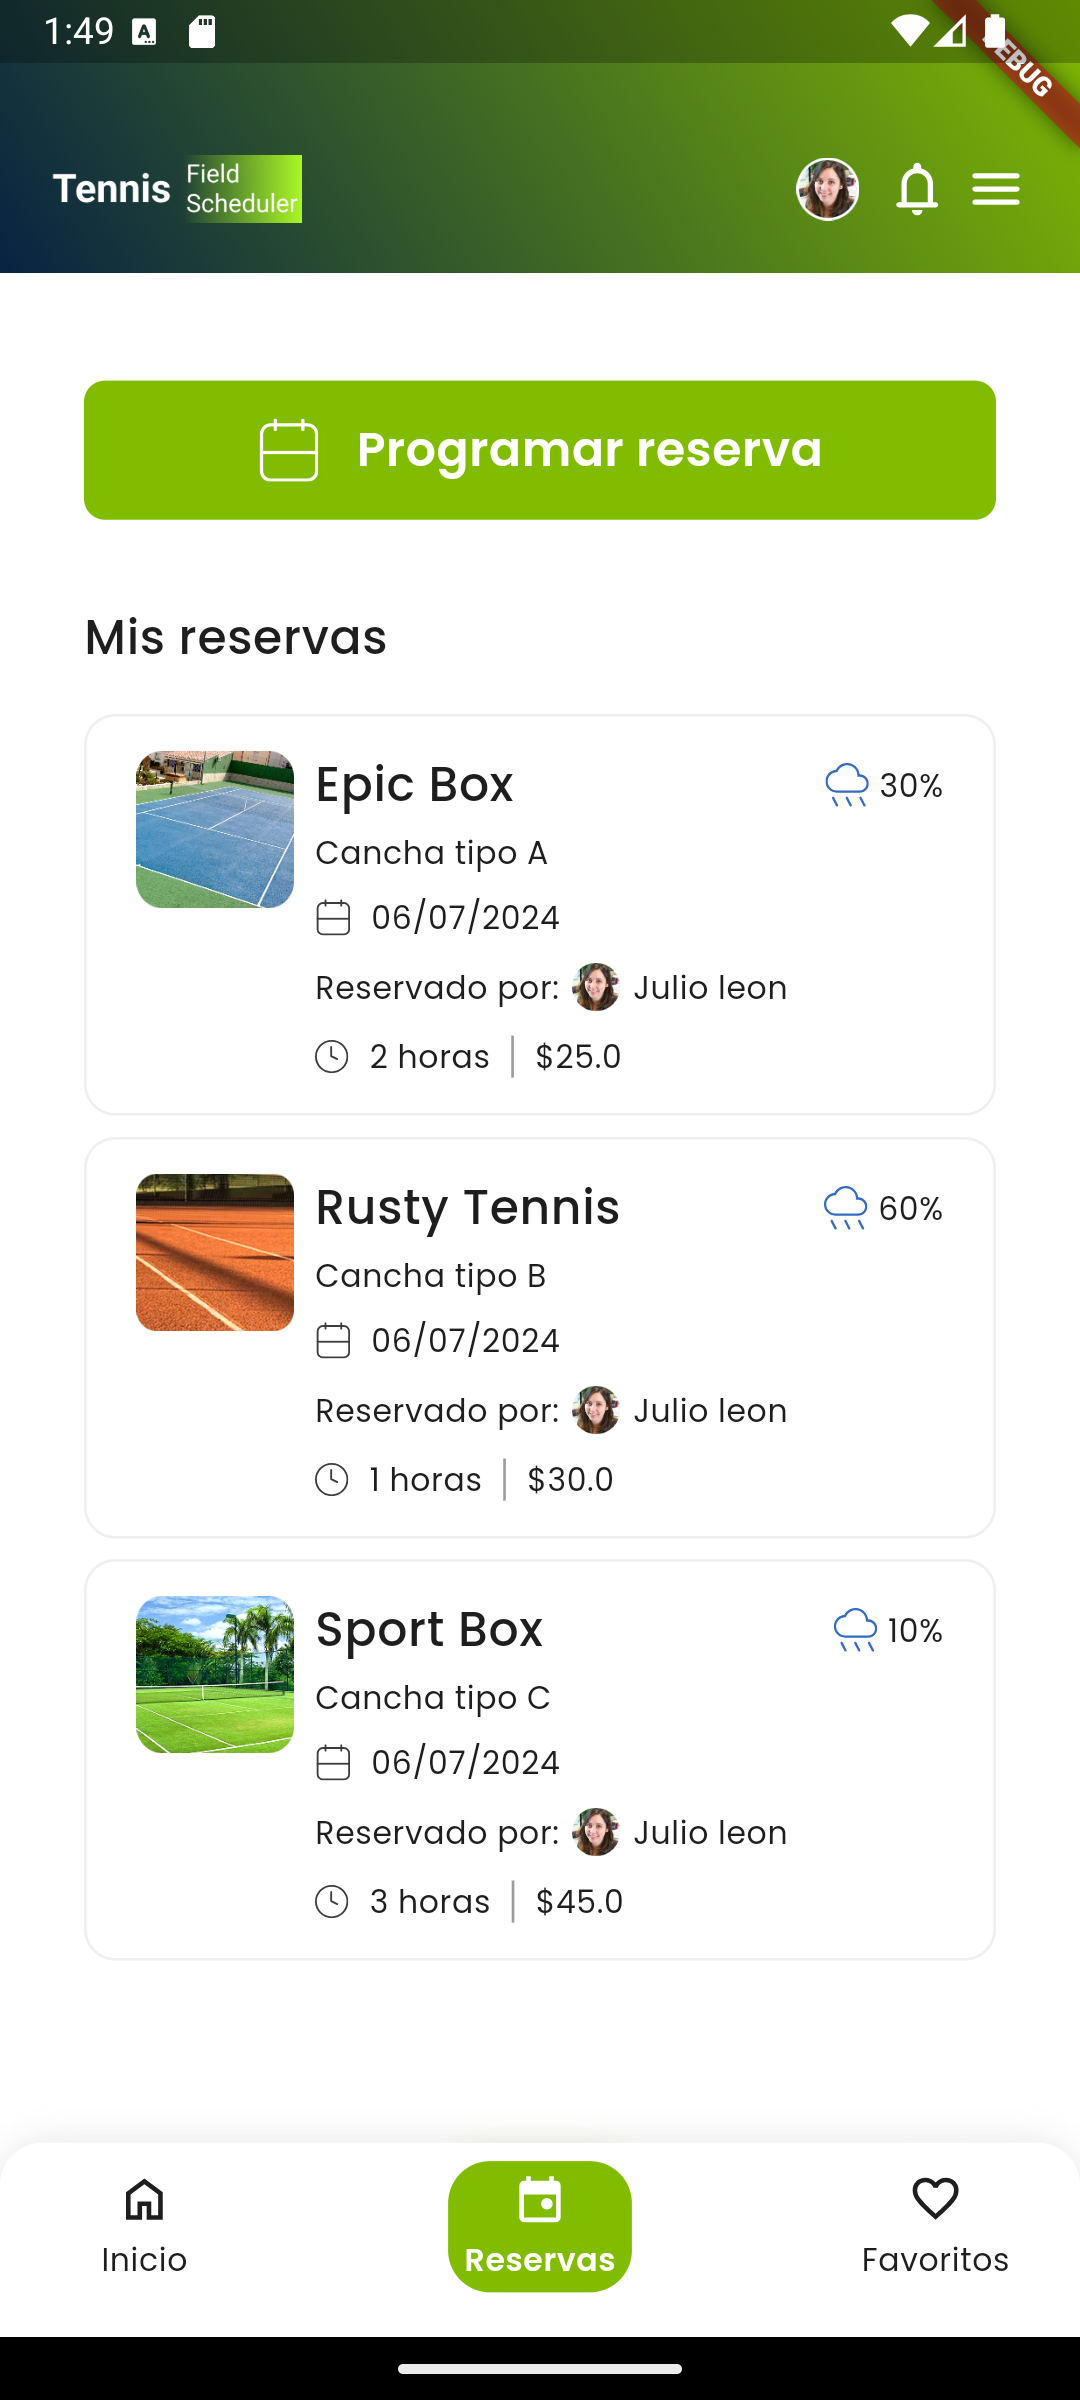 1:49
A
EBUG
Tennis
Field
Scheduler
Programar reserva
Mis reservas
Epic Box
30%
Cancha tipo A
06/07/2024
Reservado por: Julio leon
2 horas | $25.0
Rusty Tennis
60%
Cancha tipo B
06/07/2024
Reservado por: Julio leon
1 horas | $30.0
Sport Box
10%
Cancha tipo C
06/07/2024
Reservado por: Julio leon
3 horas | $45.0
Inicio
Reservas
Favoritos